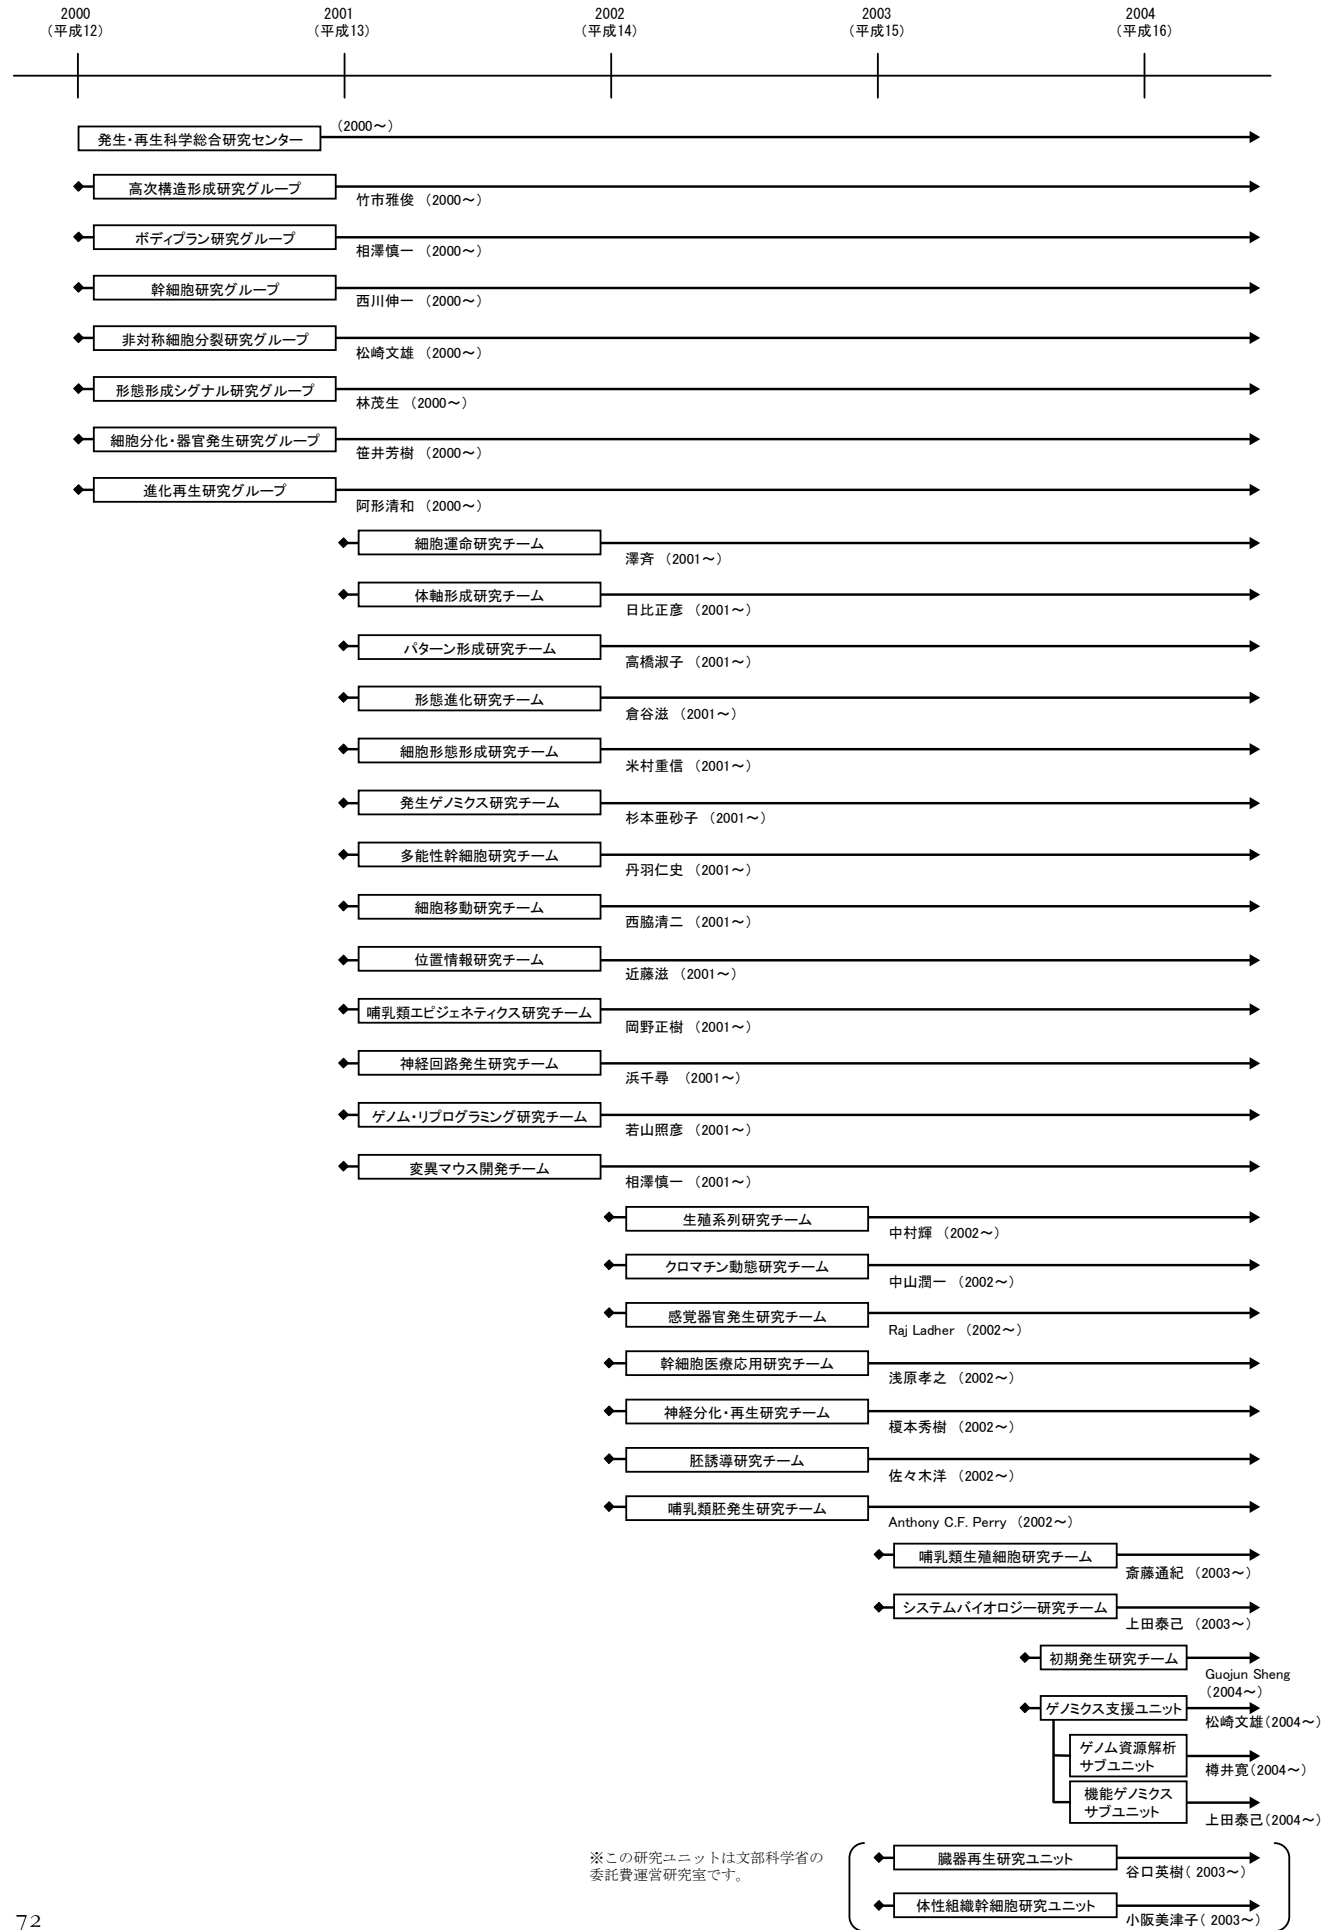 2000 2001 2002 2003 2004
(平成12) (平成13) (平成14) (平成15) (平成16)
発生・再生科学総合研究センター (2000～)
高次構造形成研究グループ
竹市雅俊 (2000～)
ボディプラン研究グループ
相澤慎一 (2000～)
幹細胞研究グループ
西川伸一 (2000～)
非対称細胞分裂研究グループ
松崎文雄 (2000～)
形態形成シグナル研究グループ
林茂生 (2000～)
細胞分化・器官発生研究グループ
笹井芳樹 (2000～)
進化再生研究グループ
阿形清和 (2000～)
細胞運命研究チーム
澤斉 (2001～)
体軸形成研究チーム
日比正彦 (2001～)
パターン形成研究チーム
高橋淑子 (2001～)
形態進化研究チーム
倉谷滋 (2001～)
細胞形態形成研究チーム
米村重信 (2001～)
発生ゲノミクス研究チーム
杉本亜砂子 (2001～)
多能性幹細胞研究チーム
丹羽仁史 (2001～)
細胞移動研究チーム
西脇清二 (2001～)
位置情報研究チーム
近藤滋 (2001～)
哺乳類エピジェネティクス研究チーム
岡野正樹 (2001～)
神経回路発生研究チーム
浜千尋 (2001～)
ゲノム・リプログラミング研究チーム
若山照彦 (2001～)
変異マウス開発チーム
相澤慎一 (2001～)
生殖系列研究チーム
中村輝 (2002～)
クロマチン動態研究チーム
中山潤一 (2002～)
感覚器官発生研究チーム
Raj Ladher (2002～)
幹細胞医療応用研究チーム
浅原孝之 (2002～)
神経分化・再生研究チーム
榎本秀樹 (2002～)
胚誘導研究チーム
佐々木洋 (2002～)
哺乳類胚発生研究チーム
Anthony C.F. Perry (2002～)
哺乳類生殖細胞研究チーム
斎藤通紀 (2003～)
システムバイオロジー研究チーム
上田泰己 (2003～)
初期発生研究チーム
Guojun Sheng
(2004～)
ゲノミクス支援ユニット
松崎文雄(2004～)
ゲノム資源解析
サブユニット
樽井寛(2004～)
機能ゲノミクス
サブユニット
上田泰己(2004～)
※この研究ユニットは文部科学省の
委託費運営研究室です。
臓器再生研究ユニット
谷口英樹( 2003～)
体性組織幹細胞研究ユニット
小阪美津子( 2003～)
72